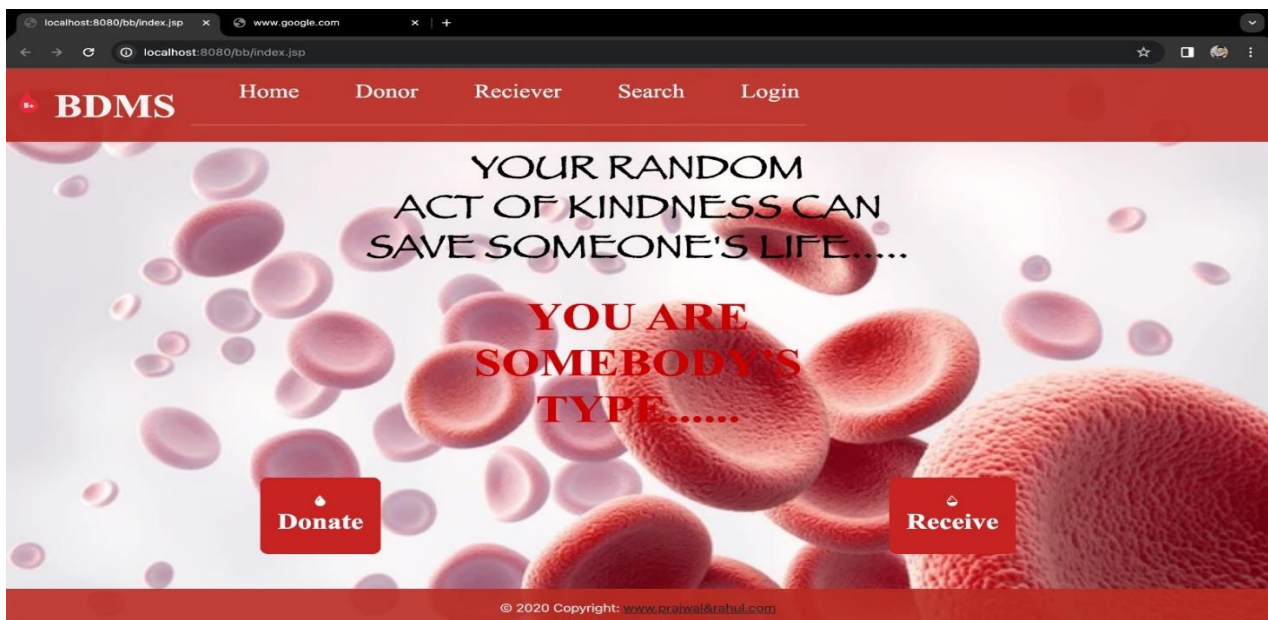 localhost:8080/bb/index.jsp
www.google.com
localhost:8080/bb/index.jsp
B+
BDMS
Home
Donor
Reciever
Search
Login
YOUR RANDOM
ACT OF KINDNESS CAN
SAVE SOMEONE'S LIFE.....
YOU ARE
SOMEBODY'S
TYPE......
Donate
Receive
© 2020 Copyright: www.prajwal&rahul.com